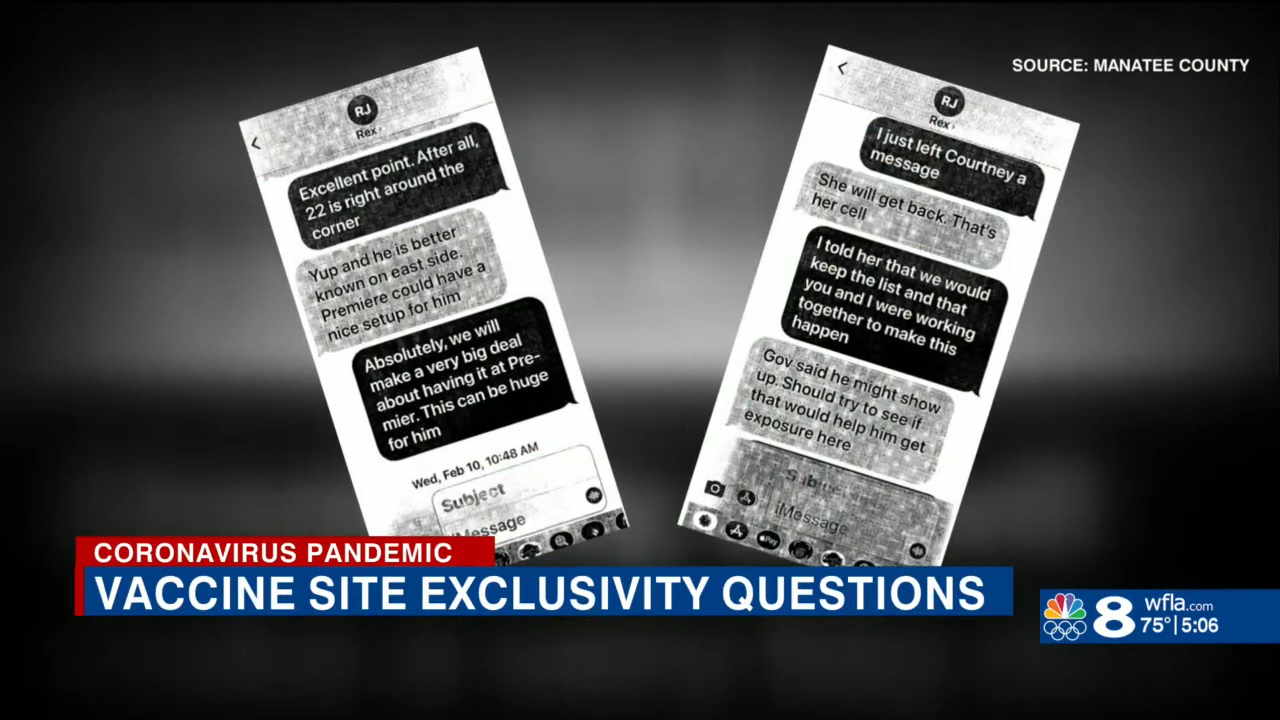 SOURCE: MANATEE COUNTY
RJ
Rex
Excellent point. After all,
22 is right around the
corner
Yup and he is better
known on east side.
Premiere could have a
nice setup for him
Absolutely, we will
make a very big deal
about having it at Pre-
mier. This can be huge
for him
Wed, Feb 10, 10:48 AM
Subject
iMessage
RJ
Rex
I just left Courtney a
message
She will get back. That's
her cell
I told her that we would
keep the list and that
you and I were working
together to make this
happen
Gov said he might show
up. Should try to see if
that would help him get
exposure here
Subject
iMessage
Pay
CORONAVIRUS PANDEMIC
VACCINE SITE EXCLUSIVITY QUESTIONS
8 wfla.com
75° | 5:06